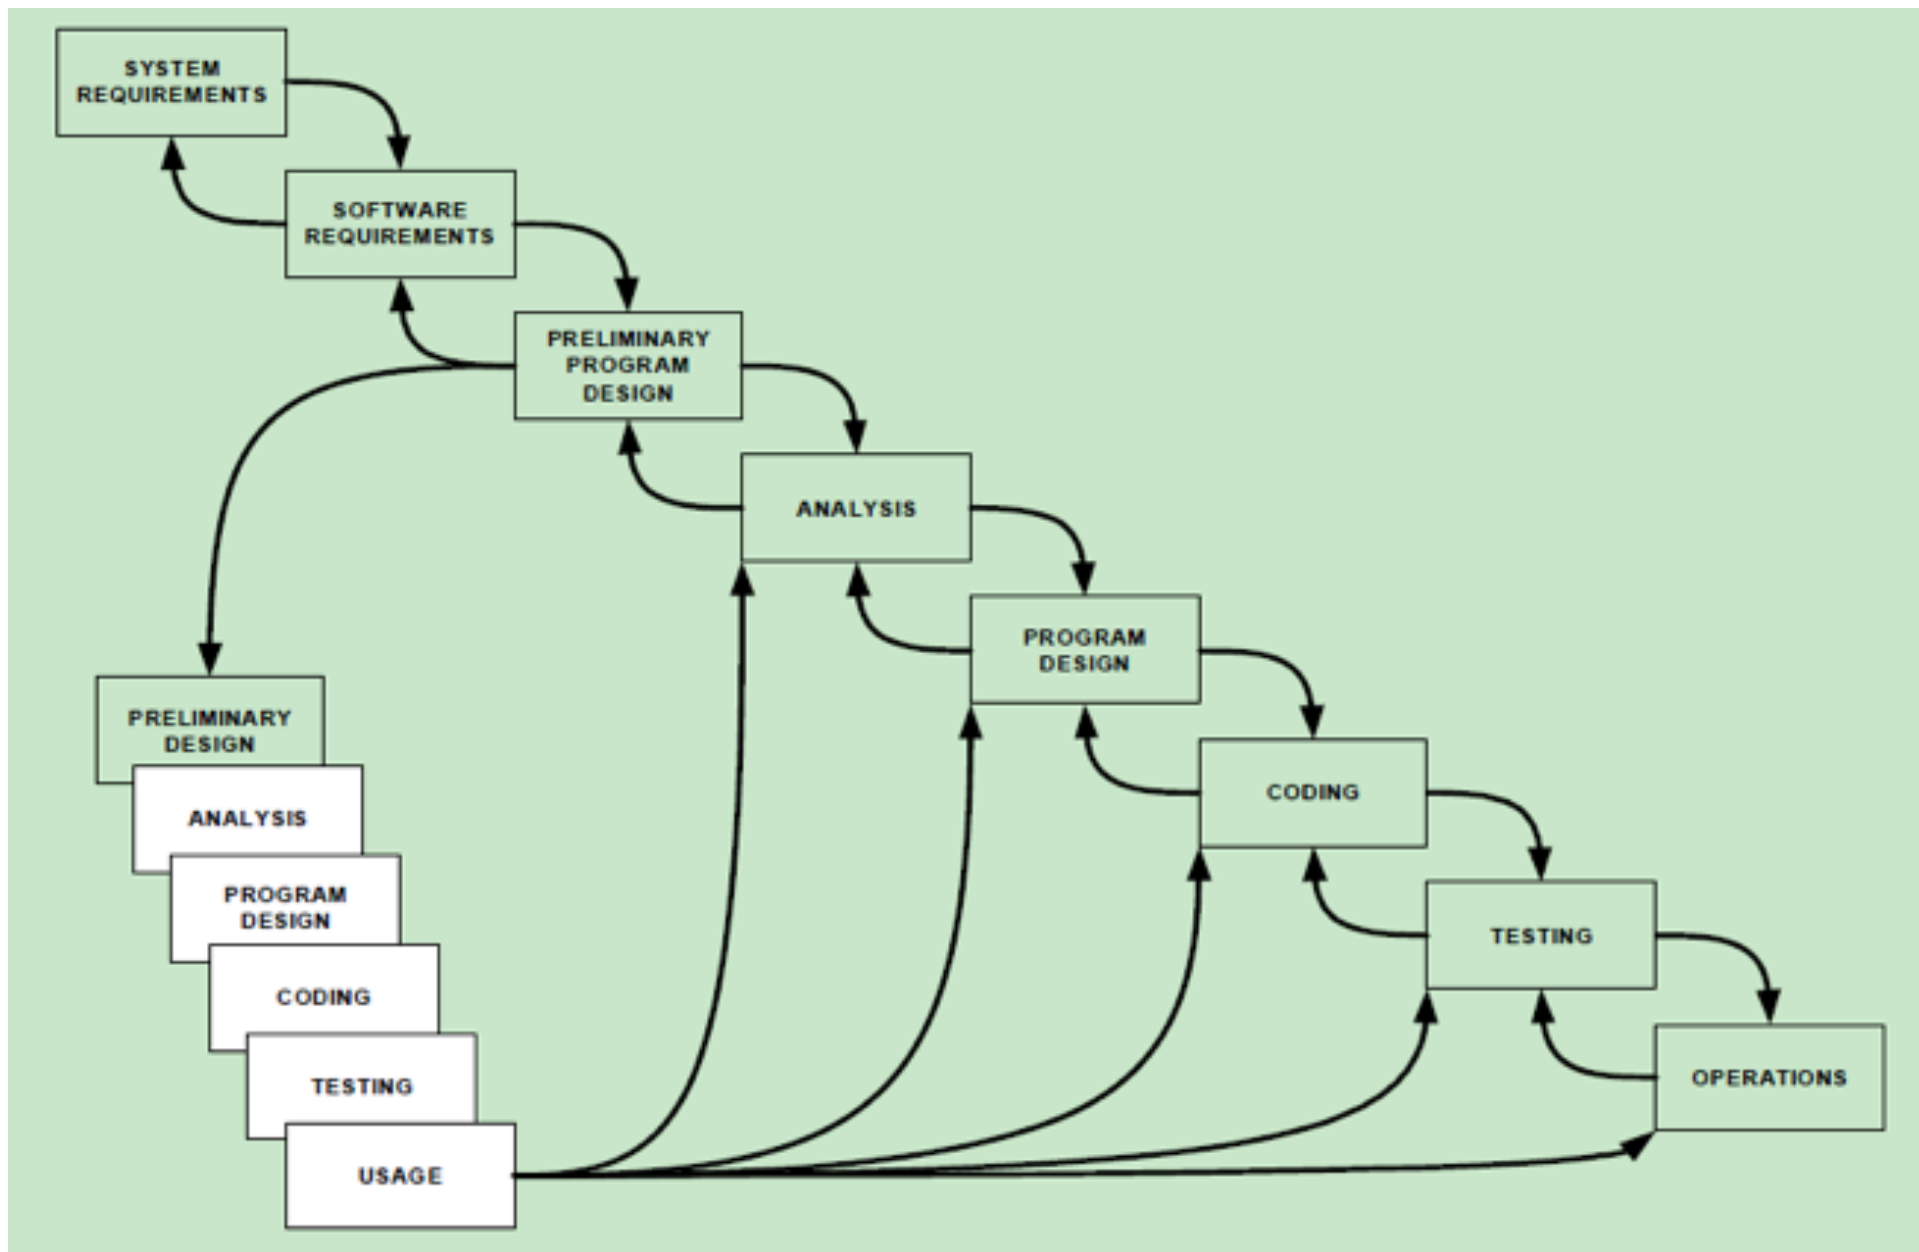 SYSTEM
REQUIREMENTS
SOFTWARE
REQUIREMENTS
PRELIMINARY
PROGRAM
DESIGN
ANALYSIS
PROGRAM
DESIGN
CODING
TESTING
OPERATIONS
PRELIMINARY
DESIGN
ANALYSIS
PROGRAM
DESIGN
CODING
TESTING
USAGE